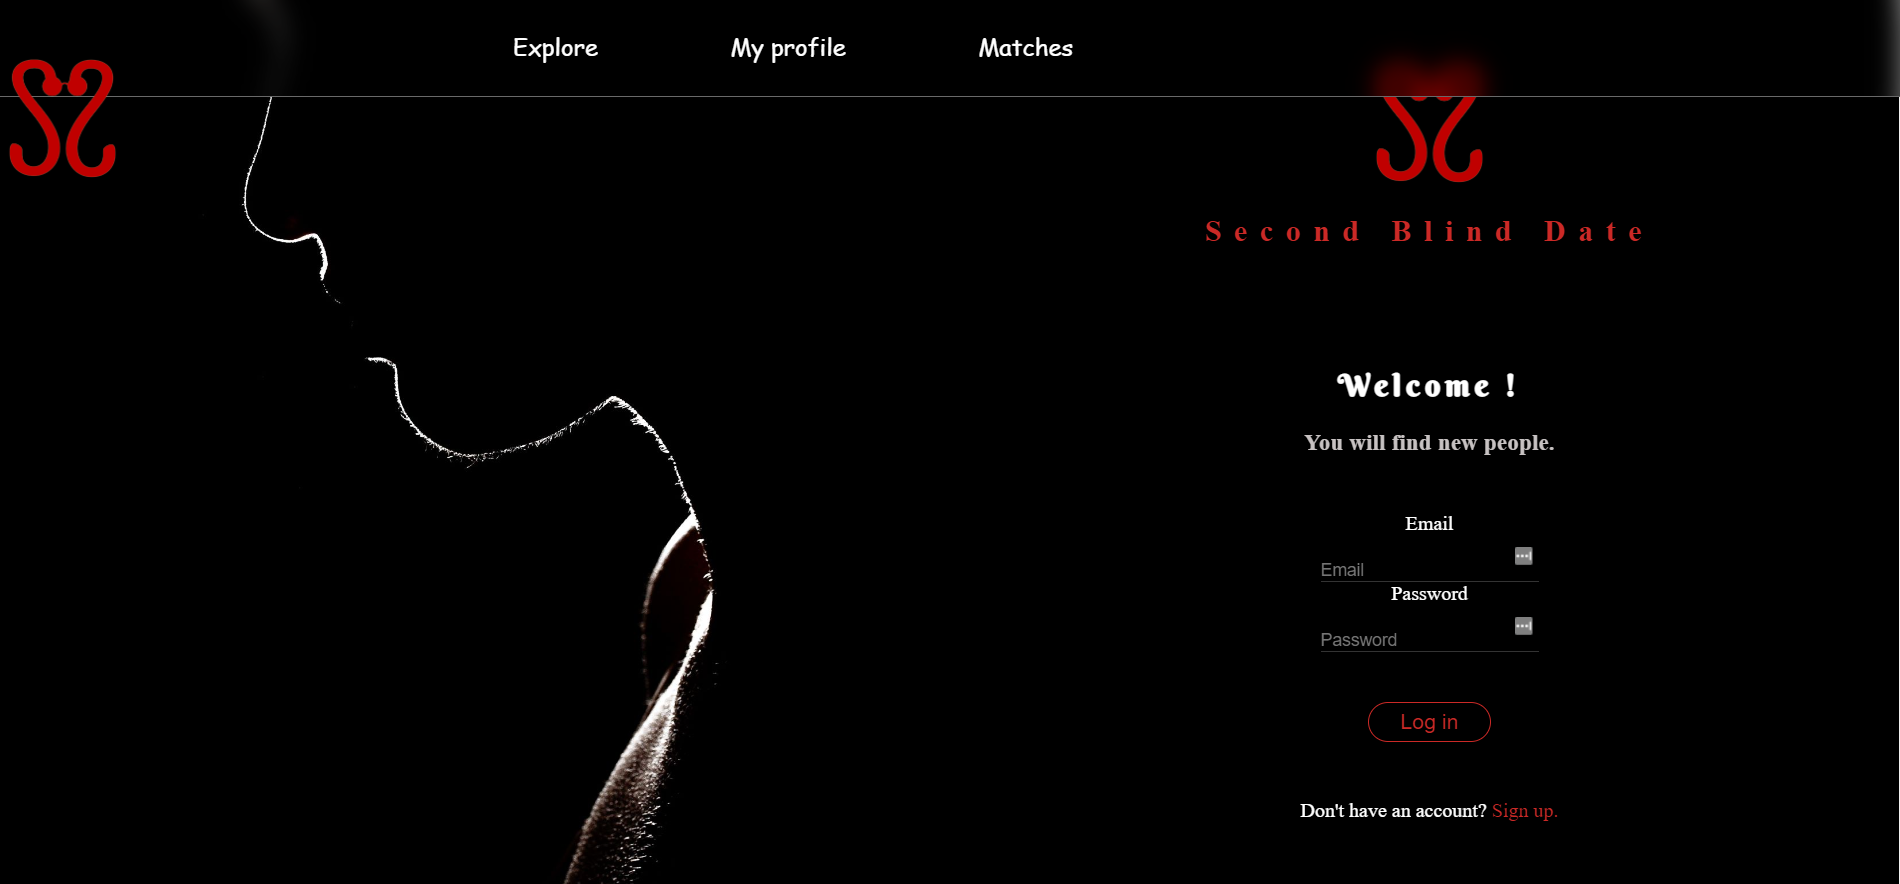 Explore
My profile
Matches
Second Blind Date
Welcome !
You will find new people.
Email
Email
Password
Password
Log in
Don't have an account? Sign up.